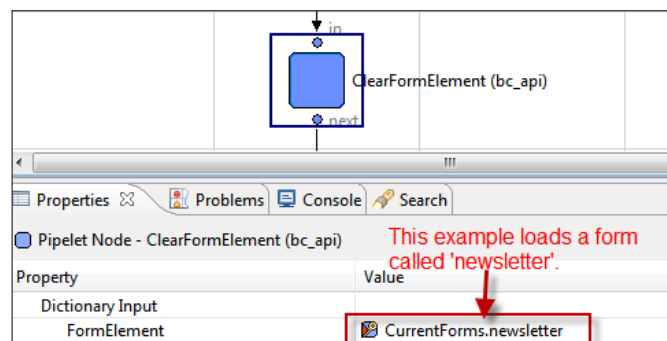 in
ClearFormElement (bc_api)
next
Properties Problems Console Search
Pipelet Node - ClearFormElement (bc_api)
This example loads a form
called 'newsletter'.
Property Value
Dictionary Input
FormElement CurrentForms.newsletter